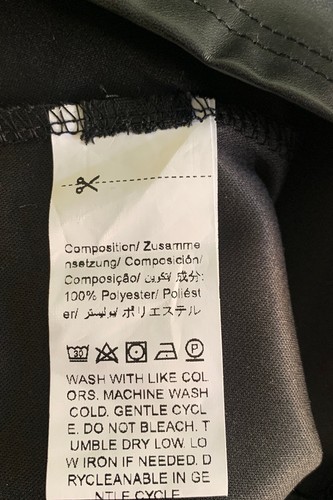 Composition/ Zusamme
nsetzung/ Composición/
Composição/ تكوين/ 成分:
100% Polyester/ Poliést
er/ بوليستر/ ポリエステル
30 P
WASH WITH LIKE COL
ORS. MACHINE WASH
COLD. GENTLE CYCL
E. DO NOT BLEACH. T
UMBLE DRY LOW. LO
W IRON IF NEEDED. D
RYCLEANABLE IN GE
NTLE CYCLE